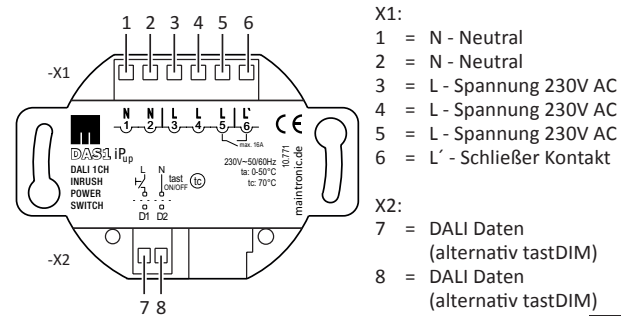 1 2 3 4 5 6
-X1
N N L L L L`
1 2 3 4 5 6
max. 16A
DAS1 iPup
DALI 1CH
INRUSH
POWER
SWITCH
L N
tast
ON/OFF
tc
D1 D2
230V~50/60Hz
ta: 0-50°C
tc: 70°C
10.771
maintronic.de
CE
-X2
7 8
X1:
1 = N - Neutral
2 = N - Neutral
3 = L - Spannung 230V AC
4 = L - Spannung 230V AC
5 = L - Spannung 230V AC
6 = L´ - Schließer Kontakt
X2:
7 = DALI Daten
(alternativ tastDIM)
8 = DALI Daten
(alternativ tastDIM)